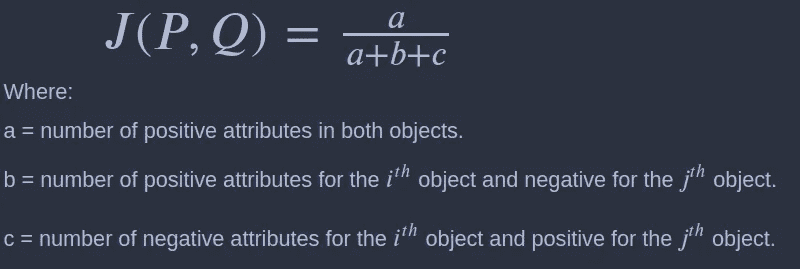 J(P, Q) = a / a+b+c
Where:
a = number of positive attributes in both objects.
b = number of positive attributes for the i^th object and negative for the j^th object.
c = number of negative attributes for the i^th object and positive for the j^th object.